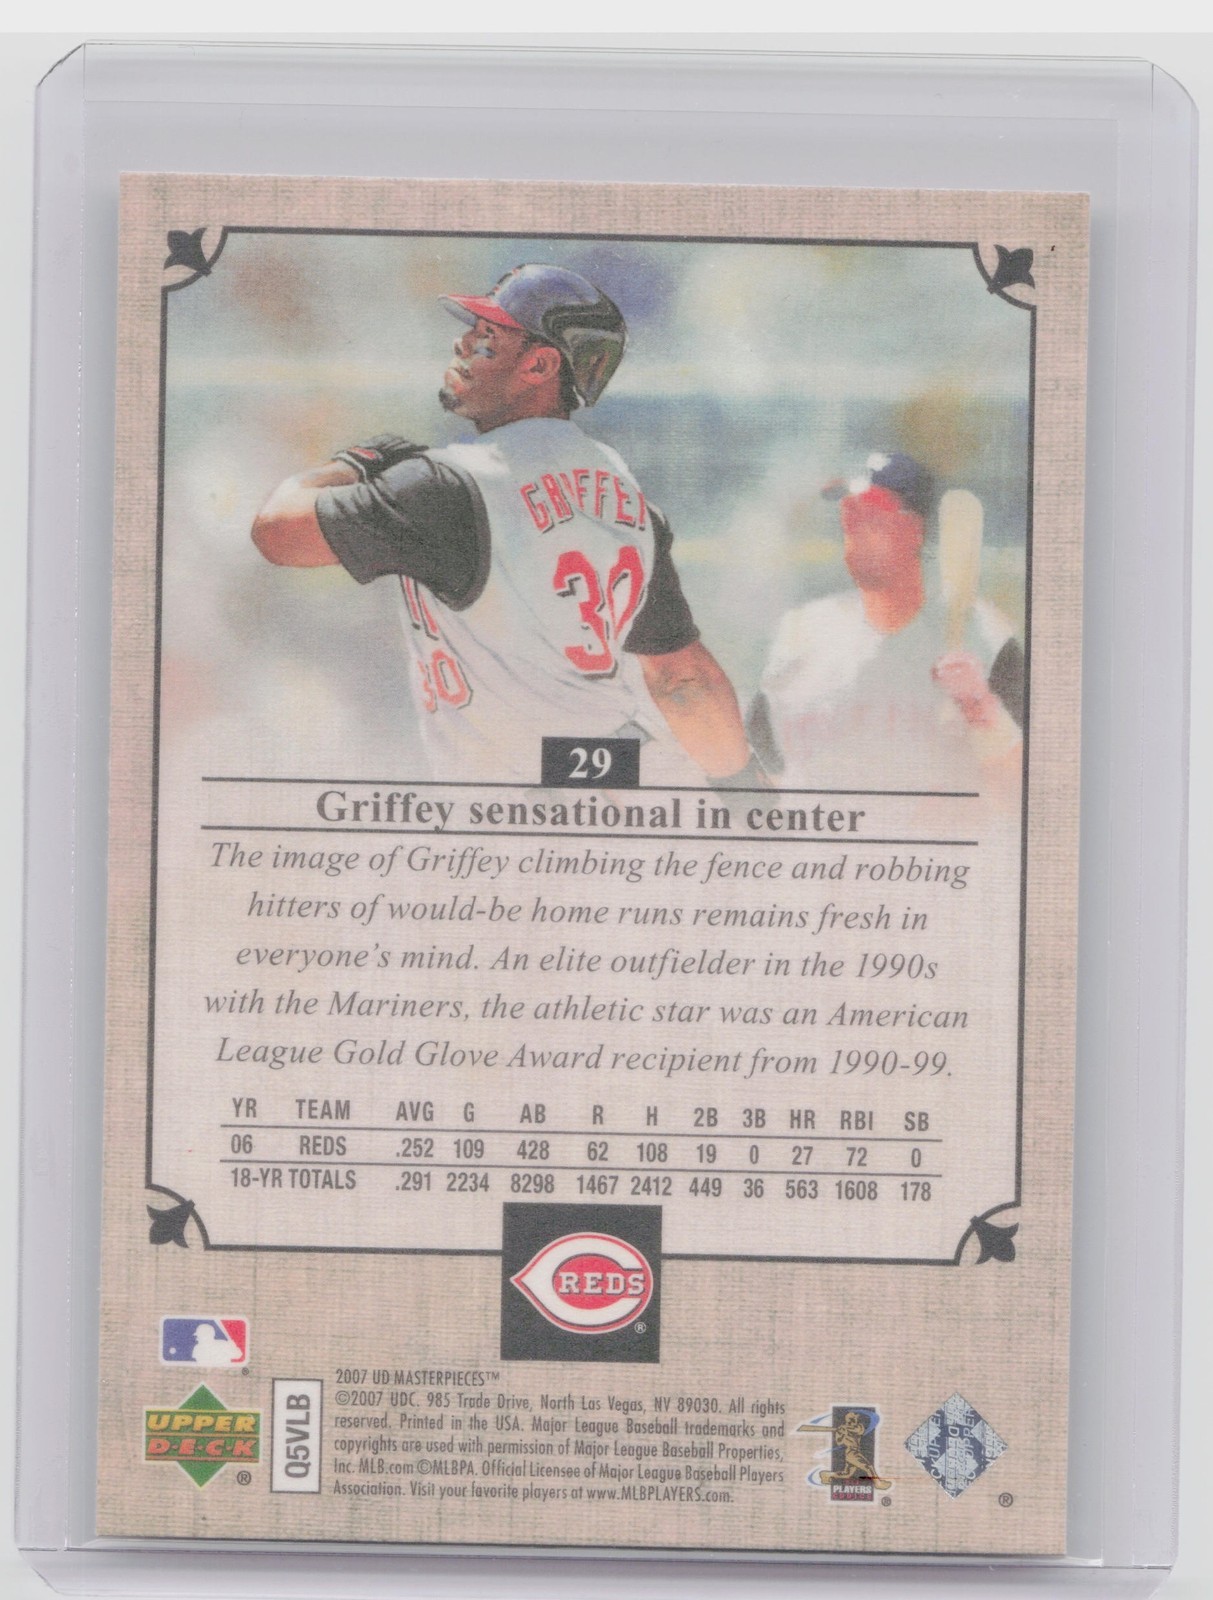 GRIFFEY
30
30
29
Griffey sensational in center
The image of Griffey climbing the fence and robbing
hitters of would-be home runs remains fresh in
everyone's mind. An elite outfielder in the 1990s
with the Mariners, the athletic star was an American
League Gold Glove Award recipient from 1990-99.
YR TEAM AVG G AB R H 2B 3B HR RBI SB
06 REDS .252 109 428 62 108 19 0 27 72 0
18-YR TOTALS .291 2234 8298 1467 2412 449 36 563 1608 178
REDS
®
®
UPPER
D·E·C·K
®
Q5VLB
2007 UD MASTERPIECES™
©2007 UDC. 985 Trade Drive, North Las Vegas, NV 89030. All rights
reserved. Printed in the USA. Major League Baseball trademarks and
copyrights are used with permission of Major League Baseball Properties,
Inc. MLB.com ©MLBPA. Official Licensee of Major League Baseball Players
Association. Visit your favorite players at www.MLBPLAYERS.com.
PLAYERS
®
®